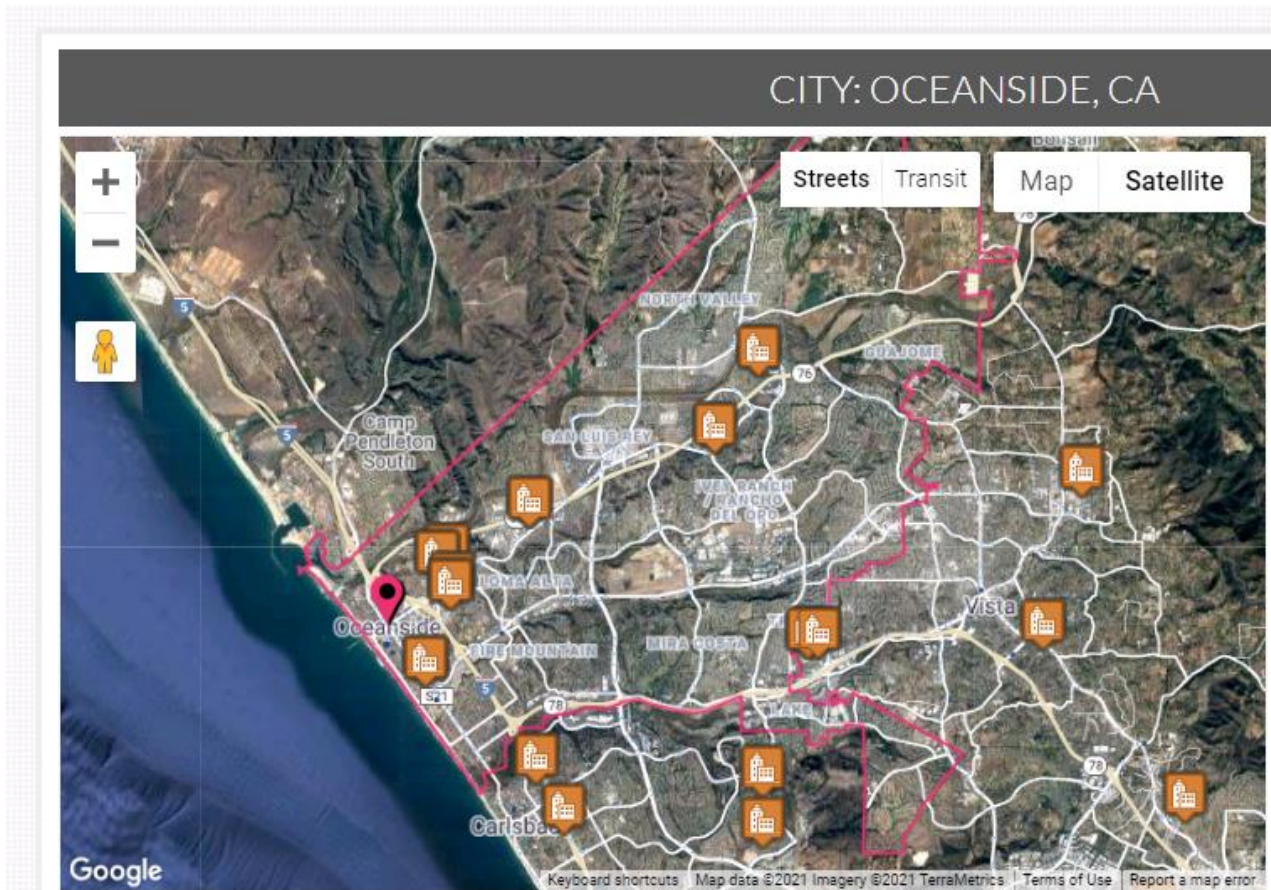 CITY: OCEANSIDE, CA
+
Streets
Transit
Map
Satellite
−
76
5
NORTH VALLEY
GUAJOME
76
Camp
Pendleton
South
5
SAN LUIS REY
IVEY RANCH
/ RANCHO
DEL ORO
LOMA ALTA
Vista
Oceanside
FIRE MOUNTAIN
MIRA COSTA
S21
5
78
LAKE
78
Carlsbad
Google
Keyboard shortcuts
Map data ©2021 Imagery ©2021 TerraMetrics
Terms of Use
Report a map error